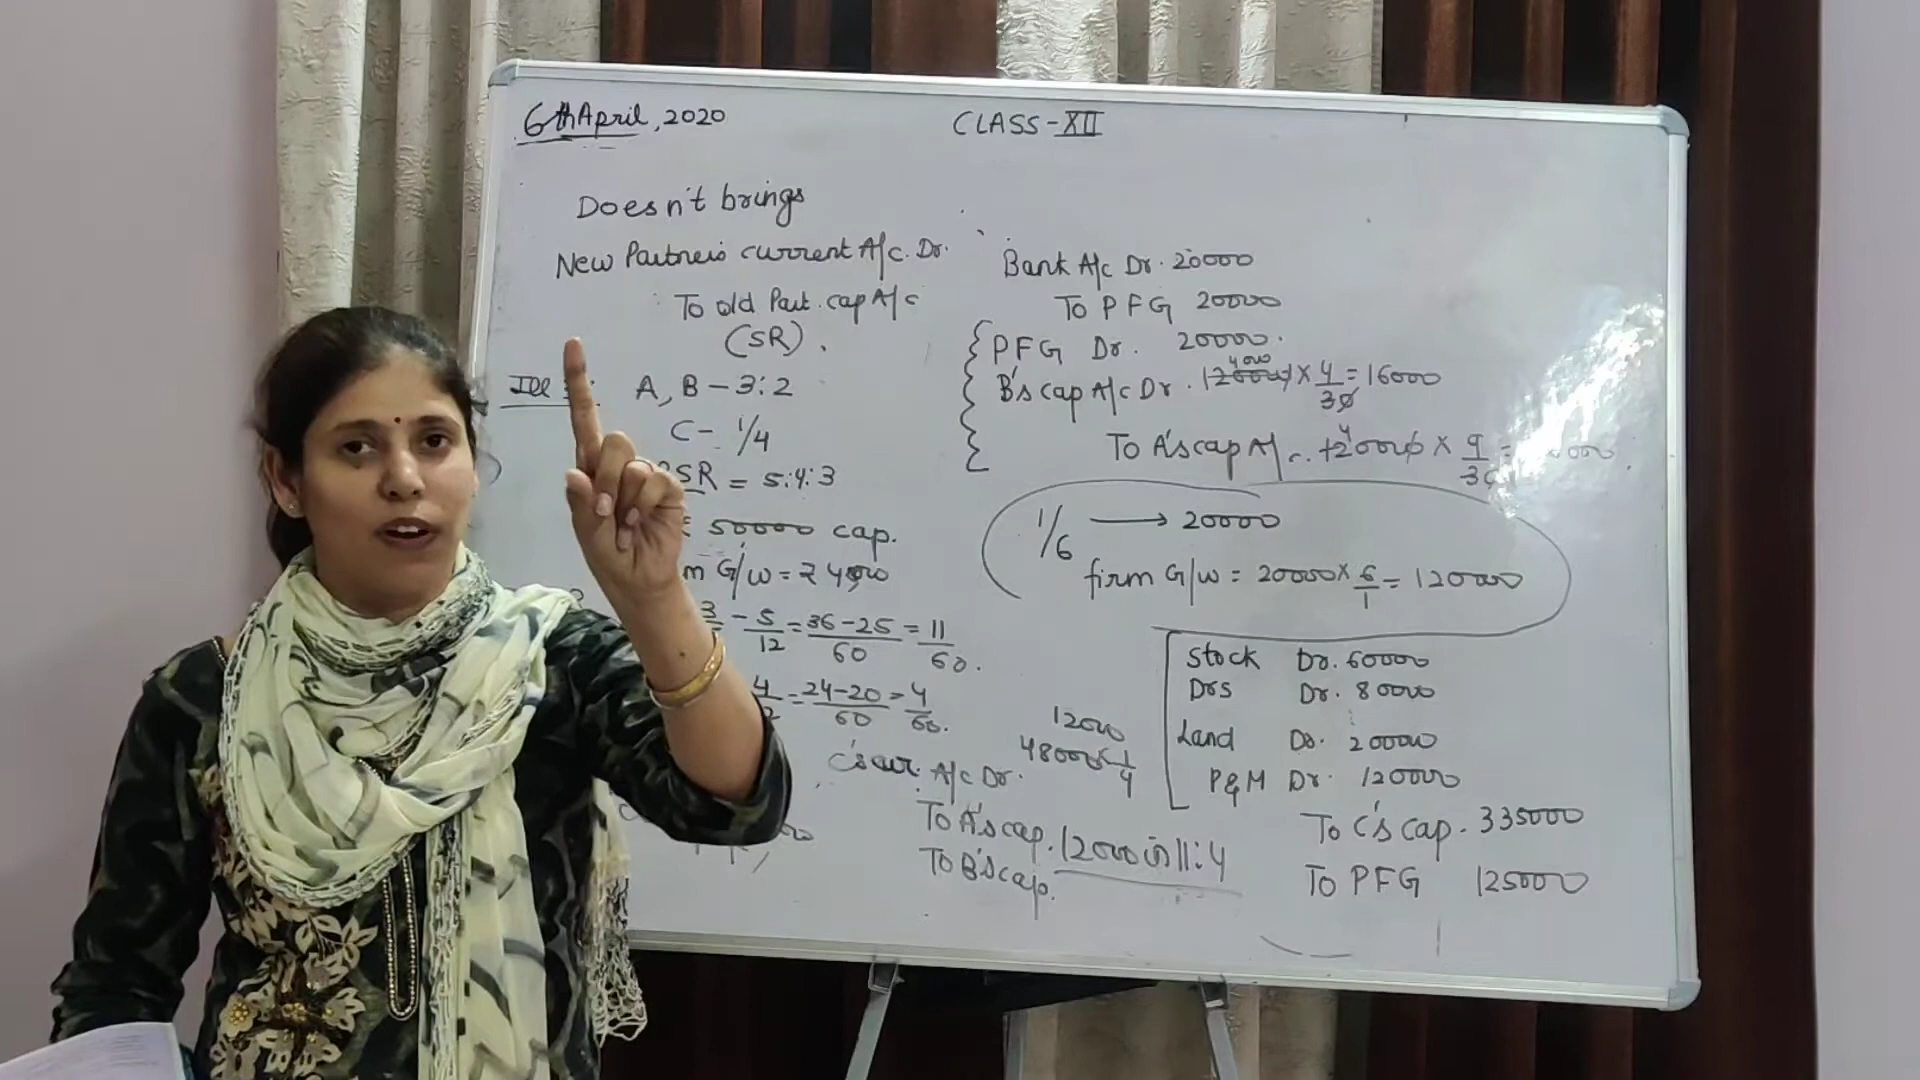 6th April, 2020
CLASS-XII
Doesn't brings
New Partner's current A/c. Dr.
To old Part. cap A/c
(SR).
Ill
A, B - 3:2
C - 1/4
SR = 5:4:3
50000 cap.
G/w = ₹ 48000
3 - 5/12 = 36-25/60 = 11/60.
4 = 24-20/60 = 4/60.
C's cur. A/c Dr. 12000
48000 × 1/4
To A's cap.
To B's cap.
12000 in 11:4
Bank A/c Dr. 20000
To PFG 20000
PFG Dr. 20000.
B's cap A/c Dr. 120000 × 4/30 = 16000
4000
To A's cap A/c. 120000 × 9/30 =
1/6 → 20000
firm G/w = 20000 × 6/1 = 120000
Stock Dr. 60000
Drs Dr. 80000
Land Dr. 200000
P&M Dr. 120000
To C's cap. 335000
To PFG 125000